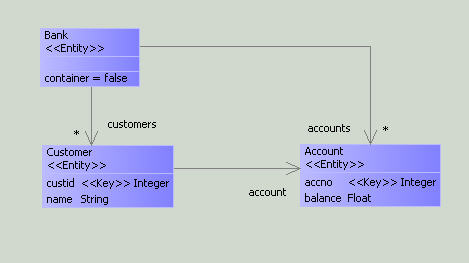 Bank
<<Entity>>
container = false
customers
*
accounts
*
Customer
<<Entity>>
custid <<Key>> Integer
name String
account
Account
<<Entity>>
accno <<Key>> Integer
balance Float